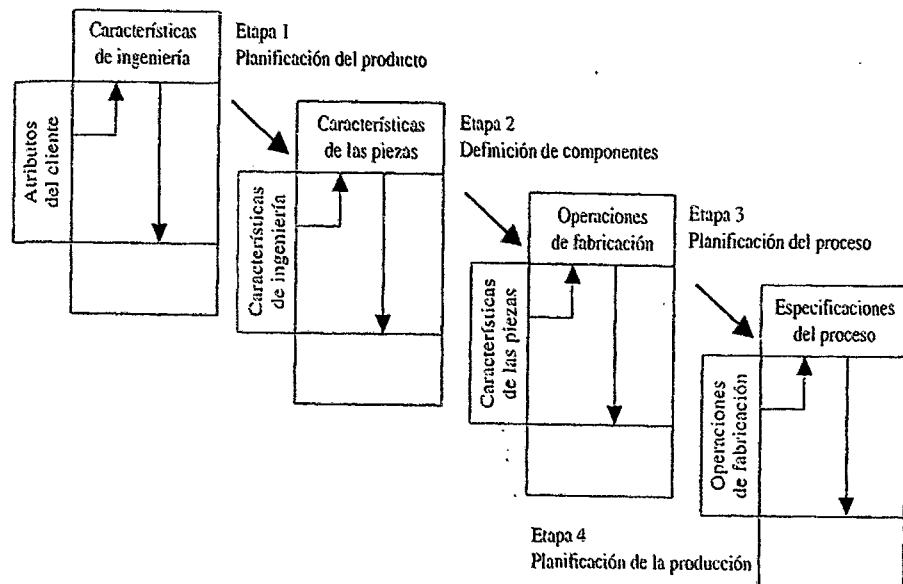 Características
de ingeniería
Etapa 1
Planificación del producto
Atributos
del cliente
Características
de las piezas
Etapa 2
Definición de componentes
Características
de ingeniería
Operaciones
de fabricación
Etapa 3
Planificación del proceso
Características
de las piezas
Especificaciones
del proceso
Operaciones
de fabricación
Etapa 4
Planificación de la producción